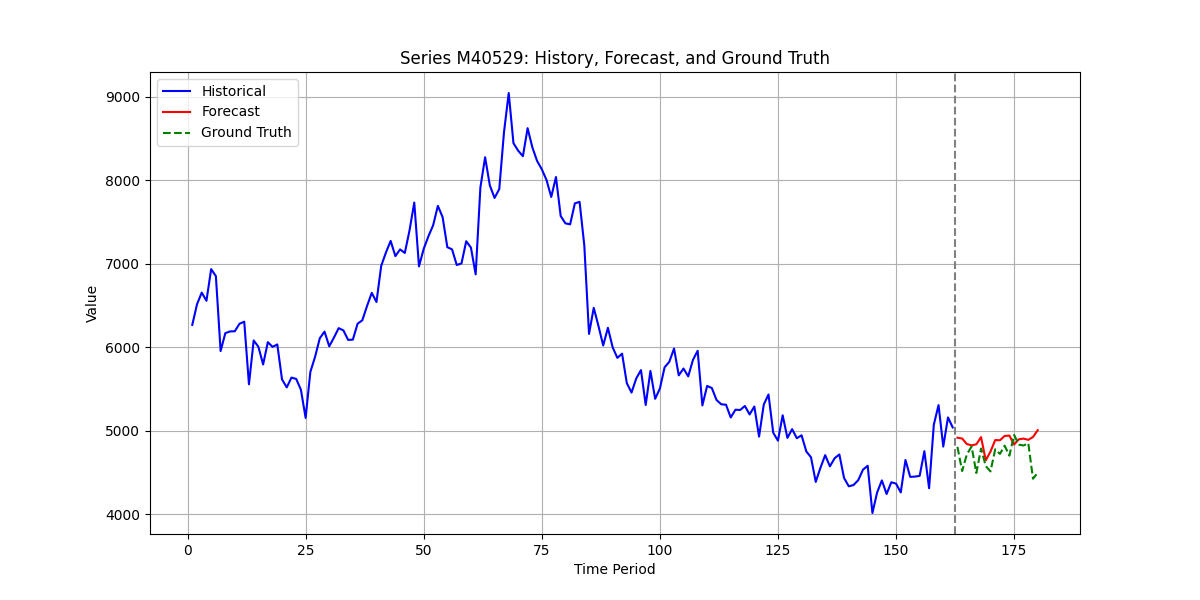 Series M40529: History, Forecast, and Ground Truth
Historical
Forecast
Ground Truth
9000
8000
7000
6000
5000
4000
Value
0 25 50 75 100 125 150 175
Time Period